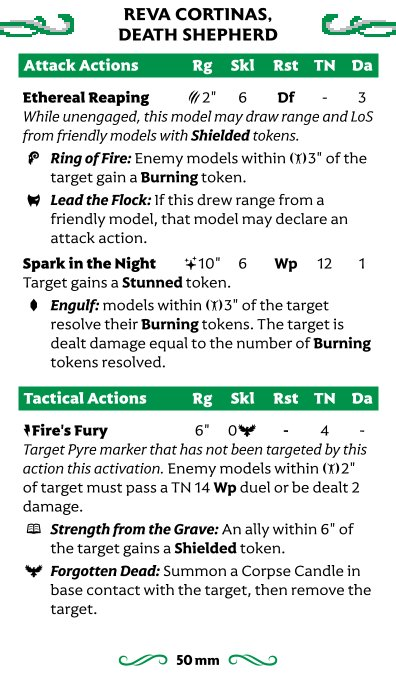 REVA CORTINAS,
DEATH SHEPHERD
Attack Actions Rg Skl Rst TN Da
Ethereal Reaping 2" 6 Df - 3
While unengaged, this model may draw range and LoS
from friendly models with Shielded tokens.
Ring of Fire: Enemy models within 3" of the
target gain a Burning token.
Lead the Flock: If this drew range from a
friendly model, that model may declare an
attack action.
Spark in the Night 10" 6 Wp 12 1
Target gains a Stunned token.
Engulf: models within 3" of the target
resolve their Burning tokens. The target is
dealt damage equal to the number of Burning
tokens resolved.
Tactical Actions Rg Skl Rst TN Da
Fire's Fury 6" 0 - 4 -
Target Pyre marker that has not been targeted by this
action this activation. Enemy models within 2"
of target must pass a TN 14 Wp duel or be dealt 2
damage.
Strength from the Grave: An ally within 6" of
the target gains a Shielded token.
Forgotten Dead: Summon a Corpse Candle in
base contact with the target, then remove the
target.
50 mm